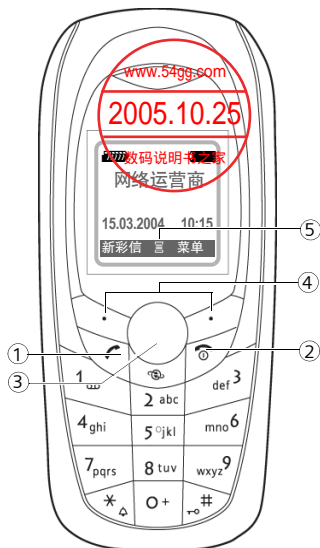 www.54gg.com
2005.10.25
数码说明书之家
网络运营商
15.03.2004 10:15
⑤
新彩信 菜单
④
①
②
③
1
def 3
2 abc
4 ghi
5 jkl
mno 6
7 pqrs
8 tuv
wxyz 9
*
0 +
#